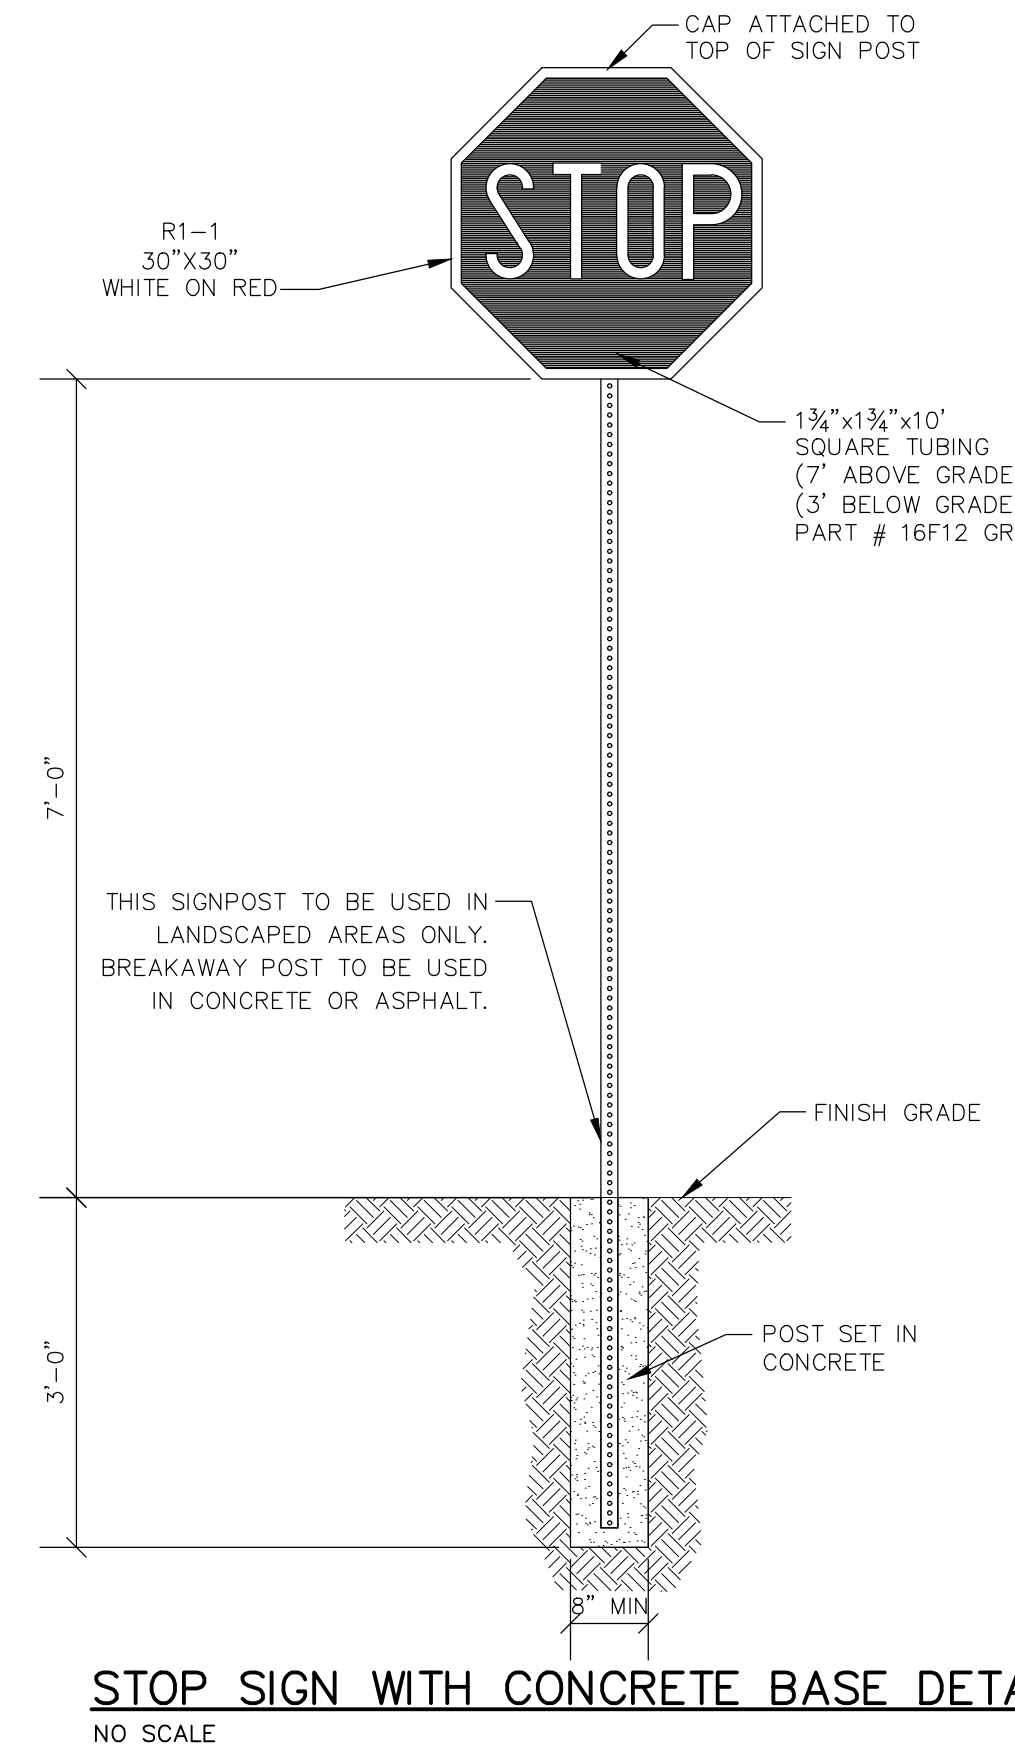 CAP ATTACHED TO
TOP OF SIGN POST
STOP
R1-1
30"X30"
WHITE ON RED
1¾"x1¾"x10'
SQUARE TUBING
(7' ABOVE GRADE
(3' BELOW GRADE
PART # 16F12 GR
7'-0"
THIS SIGNPOST TO BE USED IN
LANDSCAPED AREAS ONLY.
BREAKAWAY POST TO BE USED
IN CONCRETE OR ASPHALT.
FINISH GRADE
3'-0"
POST SET IN
CONCRETE
8" MIN
STOP SIGN WITH CONCRETE BASE DETA
NO SCALE